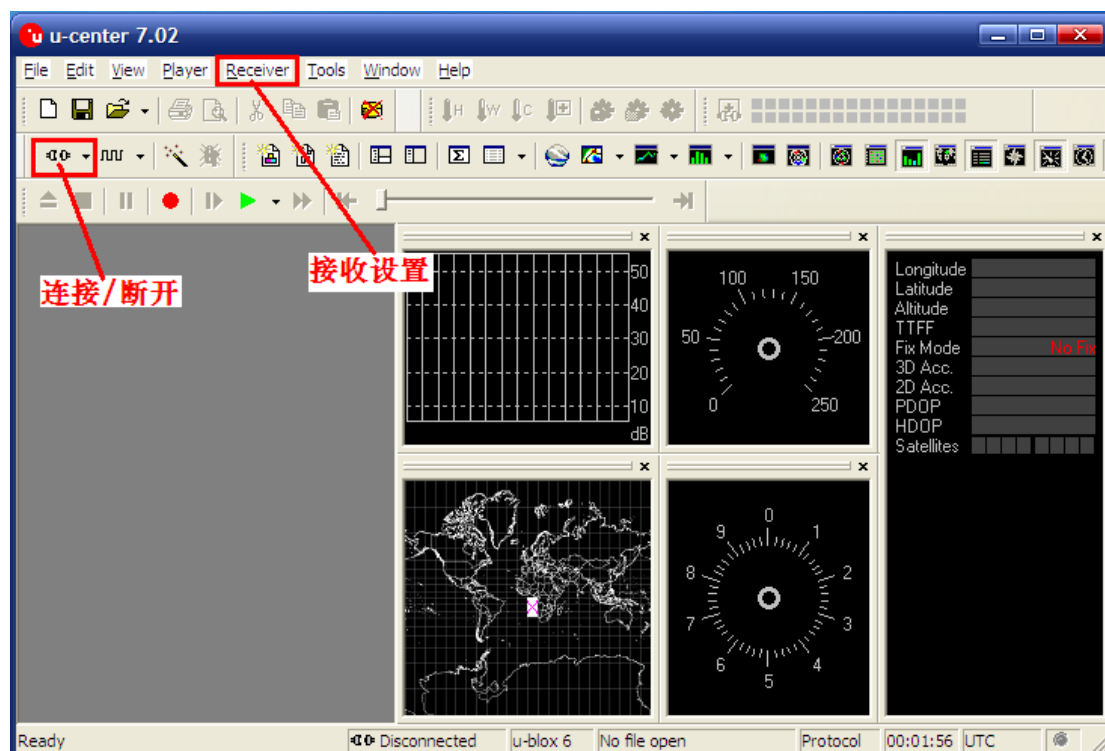 u-center 7.02
File Edit View Player Receiver Tools Window Help
H W C
连接/断开
接收设置
50
40
30
20
10
dB
100 150
50 200
0 250
Longitude
Latitude
Altitude
TTFF
Fix Mode No Fix
3D Acc.
2D Acc.
PDOP
HDOP
Satellites
0
9 1
8 2
7 3
6 4
5
Ready Disconnected u-blox 6 No file open Protocol 00:01:56 UTC